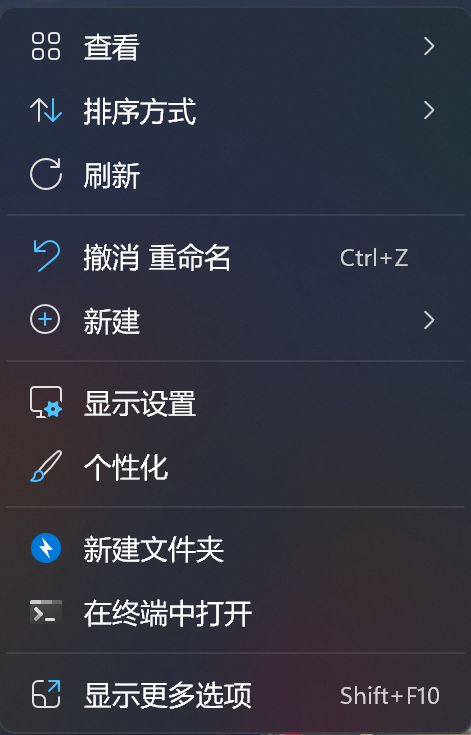 查看
排序方式
刷新
撤消 重命名 Ctrl+Z
新建
显示设置
个性化
新建文件夹
在终端中打开
显示更多选项 Shift+F10